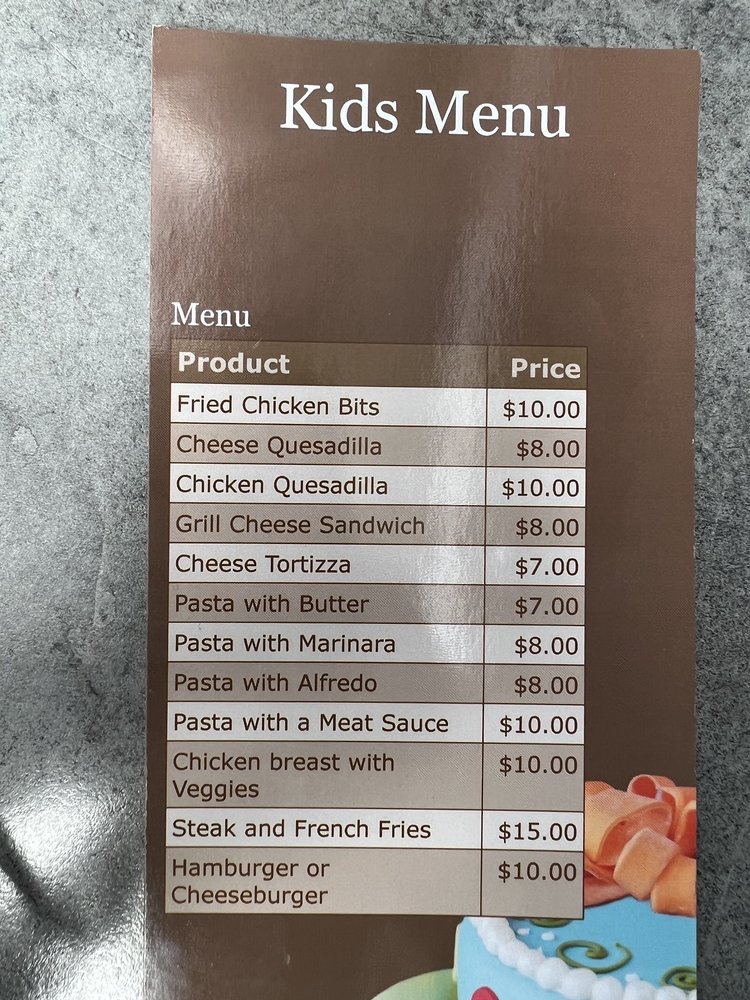 Kids Menu
Menu
Product Price
Fried Chicken Bits $10.00
Cheese Quesadilla $8.00
Chicken Quesadilla $10.00
Grill Cheese Sandwich $8.00
Cheese Tortizza $7.00
Pasta with Butter $7.00
Pasta with Marinara $8.00
Pasta with Alfredo $8.00
Pasta with a Meat Sauce $10.00
Chicken breast with $10.00
Veggies
Steak and French Fries $15.00
Hamburger or $10.00
Cheeseburger